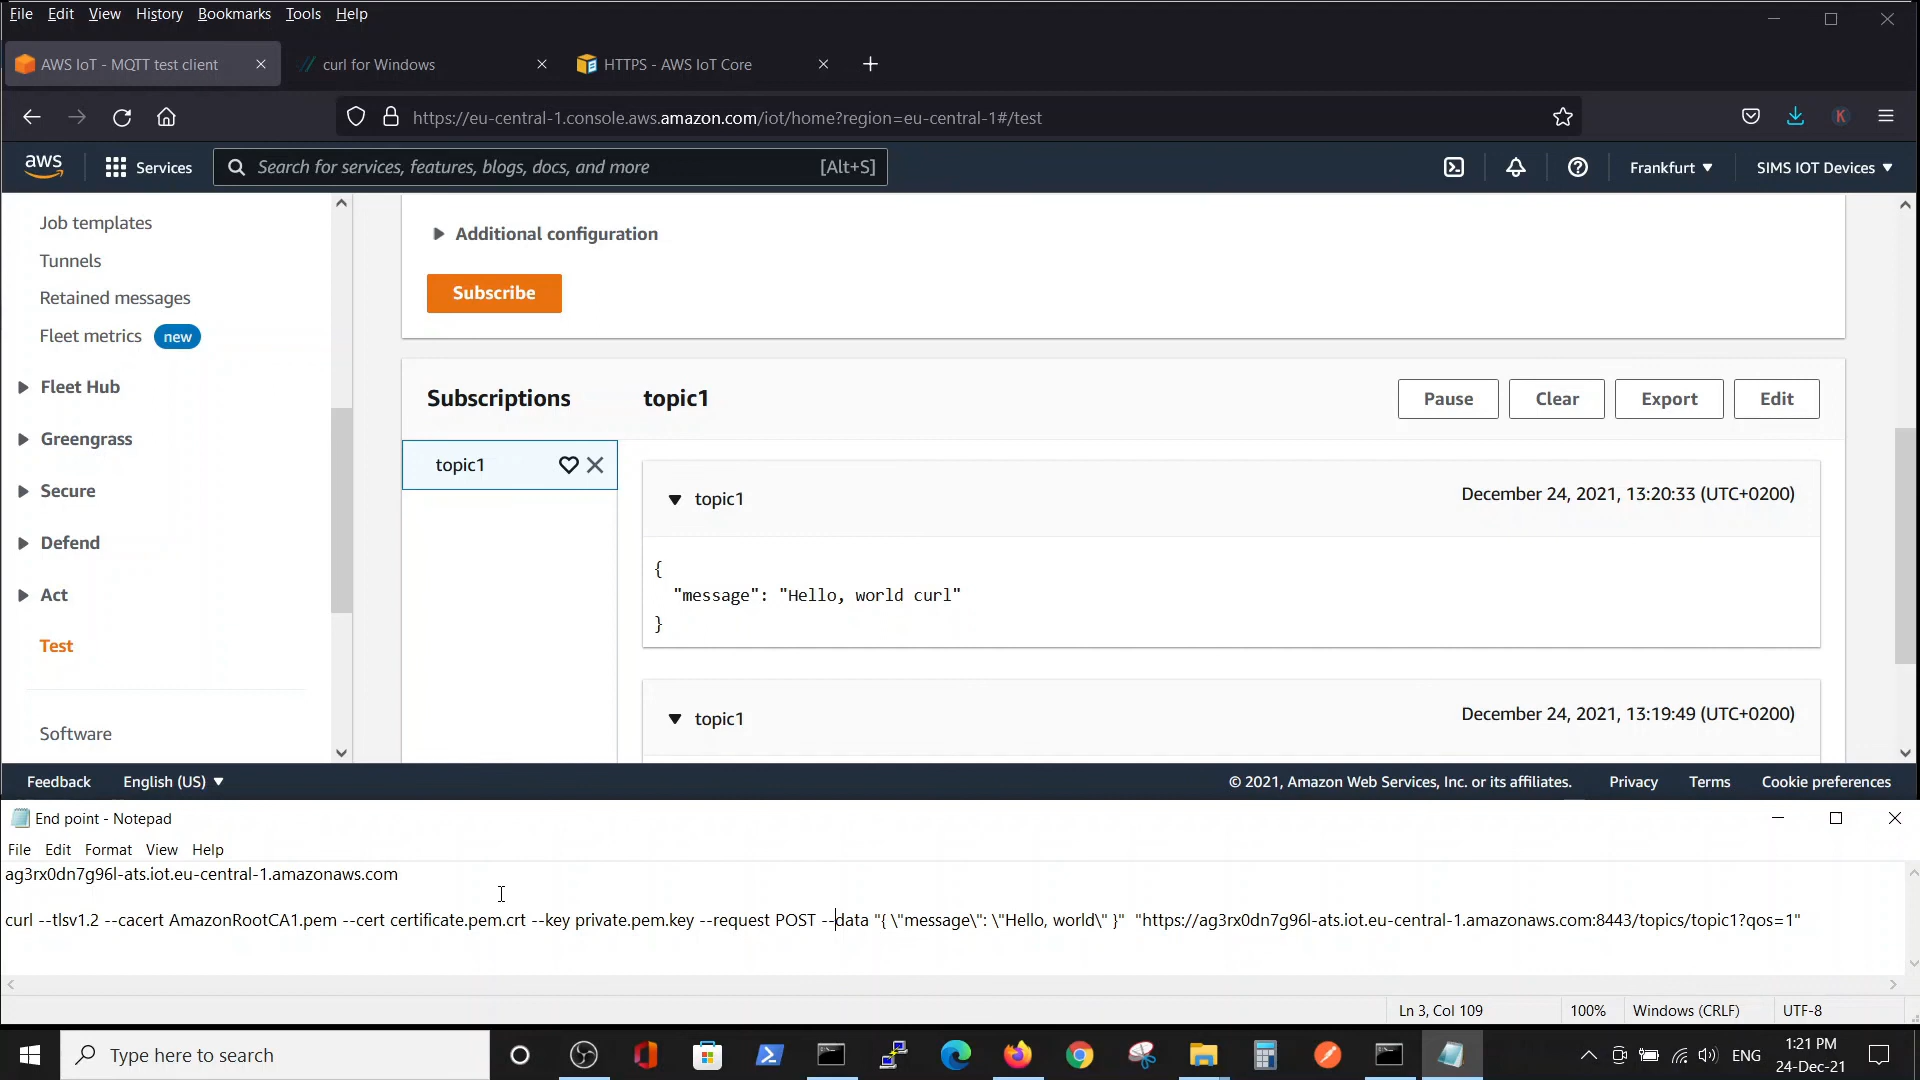 File Edit View History Bookmarks Tools Help
AWS IoT - MQTT test client
curl for Windows
HTTPS - AWS IoT Core
https://eu-central-1.console.aws.amazon.com/iot/home?region=eu-central-1#/test
K
aws
Services
Search for services, features, blogs, docs, and more
[Alt+S]
Frankfurt
SIMS IOT Devices
Job templates
Tunnels
Retained messages
Fleet metrics new
Fleet Hub
Greengrass
Secure
Defend
Act
Test
Software
Additional configuration
Subscribe
Subscriptions
topic1
Pause
Clear
Export
Edit
topic1
topic1
December 24, 2021, 13:20:33 (UTC+0200)
{
"message": "Hello, world curl"
}
topic1
December 24, 2021, 13:19:49 (UTC+0200)
Feedback
English (US)
© 2021, Amazon Web Services, Inc. or its affiliates.
Privacy
Terms
Cookie preferences
End point - Notepad
File Edit Format View Help
ag3rx0dn7g96l-ats.iot.eu-central-1.amazonaws.com
curl --tlsv1.2 --cacert AmazonRootCA1.pem --cert certificate.pem.crt --key private.pem.key --request POST --data "{ \"message\": \"Hello, world\" }"  "https://ag3rx0dn7g96l-ats.iot.eu-central-1.amazonaws.com:8443/topics/topic1?qos=1"
Ln 3, Col 109
100%
Windows (CRLF)
UTF-8
Type here to search
ENG
1:21 PM
24-Dec-21